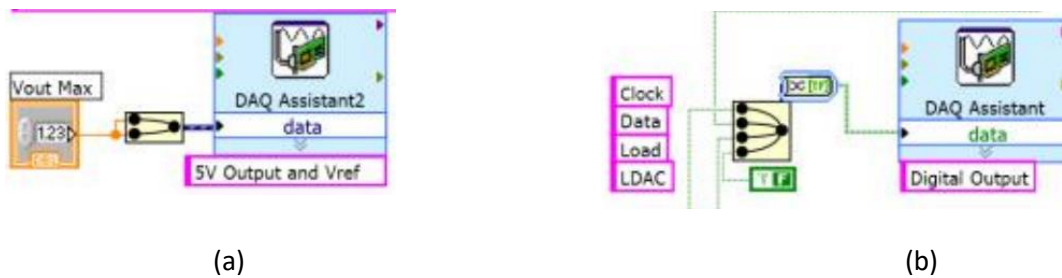 Vout Max
1.23
DAQ Assistant2
data
5V Output and Vref
Clock
Data
Load
LDAC
T F
DAQ Assistant
data
Digital Output
(a)
(b)